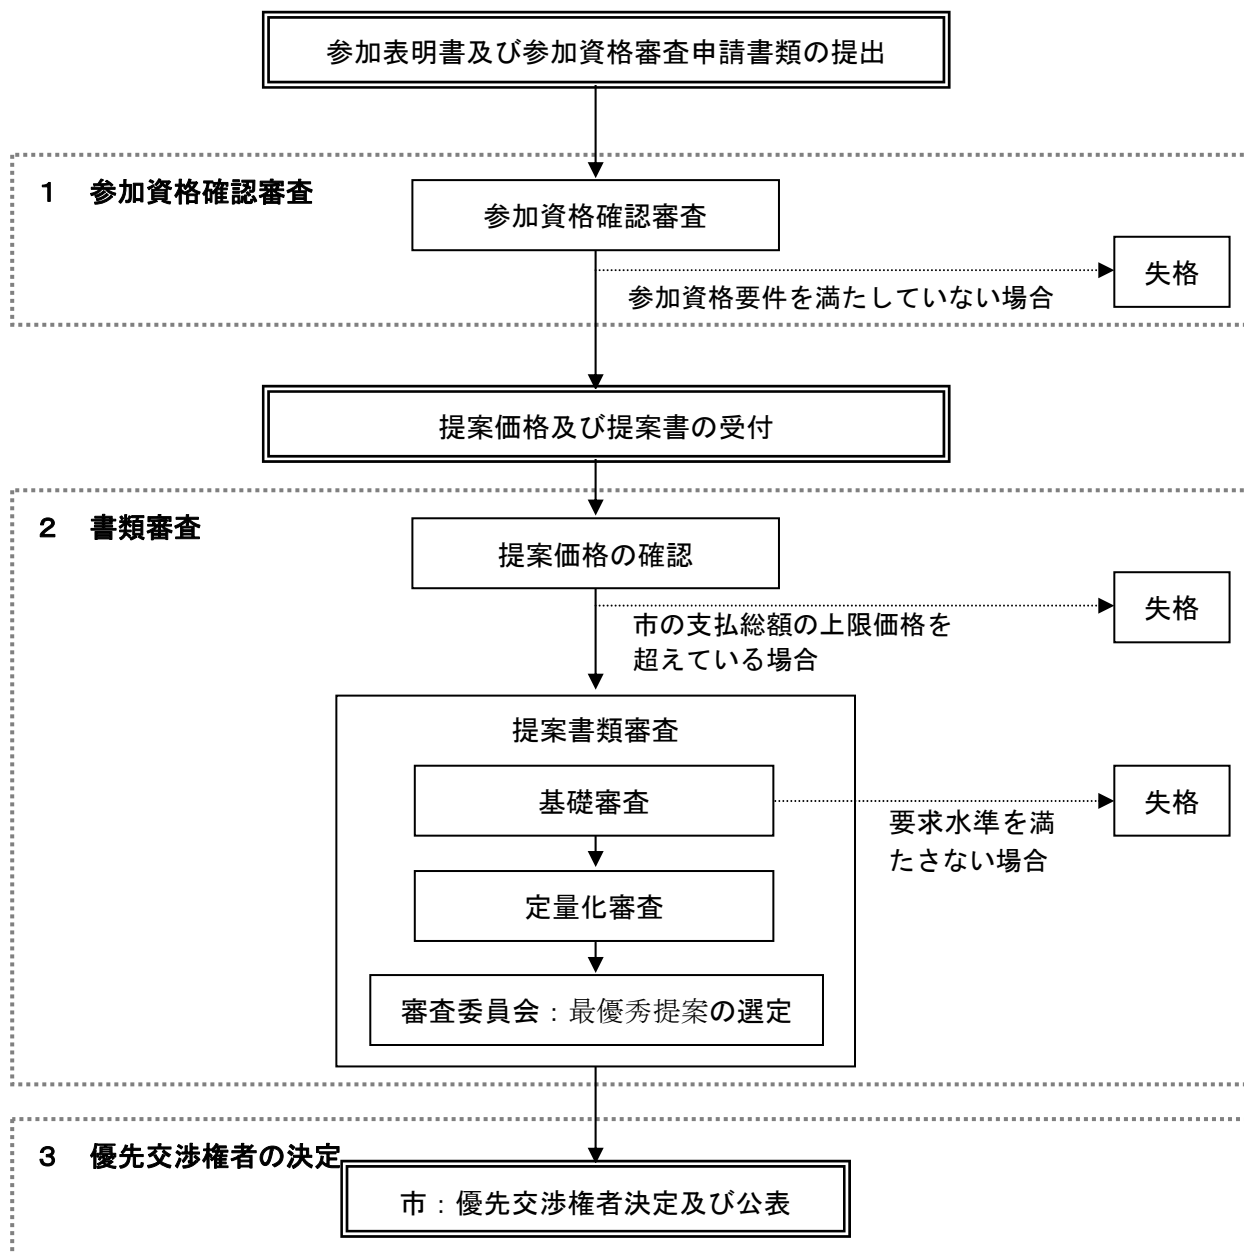 参加表明書及び参加資格審査申請書類の提出
1 参加資格確認審査
参加資格確認審査
失格
参加資格要件を満たしていない場合
提案価格及び提案書の受付
2 書類審査
提案価格の確認
失格
市の支払総額の上限価格を
超えている場合
提案書類審査
基礎審査
失格
要求水準を満
たさない場合
定量化審査
審査委員会：最優秀提案の選定
3 優先交渉権者の決定
市：優先交渉権者決定及び公表